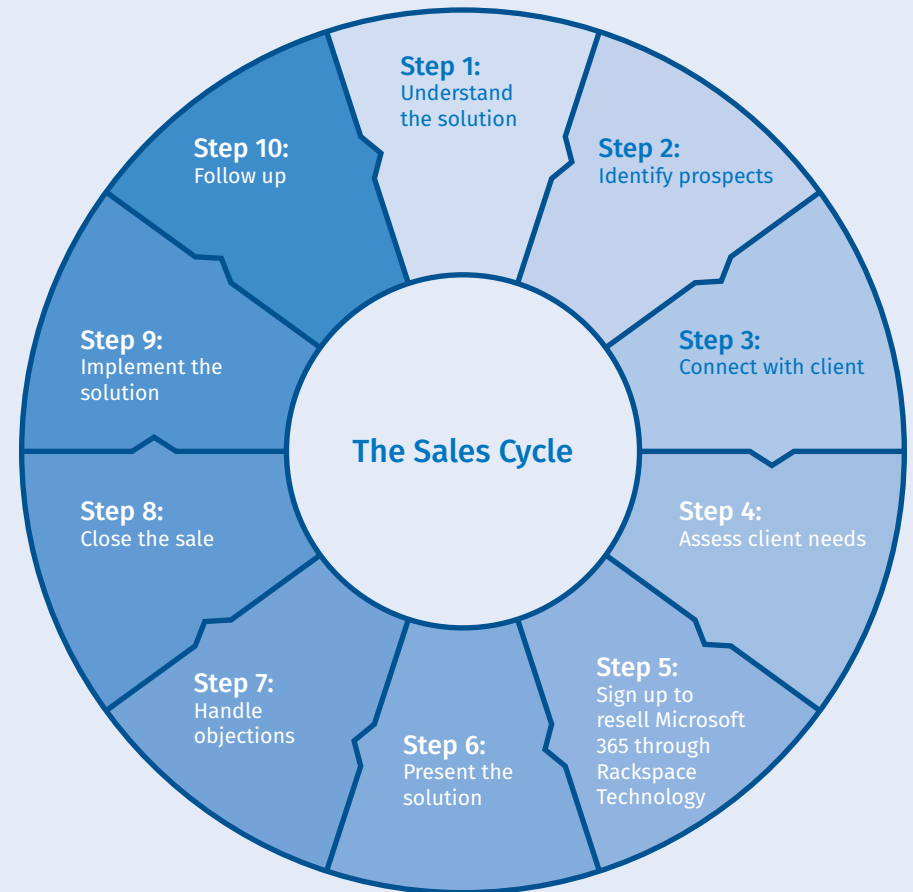 The Sales Cycle
Step 1:
Understand
the solution
Step 2:
Identify prospects
Step 3:
Connect with client
Step 4:
Assess client needs
Step 5:
Sign up to
resell Microsoft
365 through
Rackspace
Technology
Step 6:
Present the
solution
Step 7:
Handle
objections
Step 8:
Close the sale
Step 9:
Implement the
solution
Step 10:
Follow up